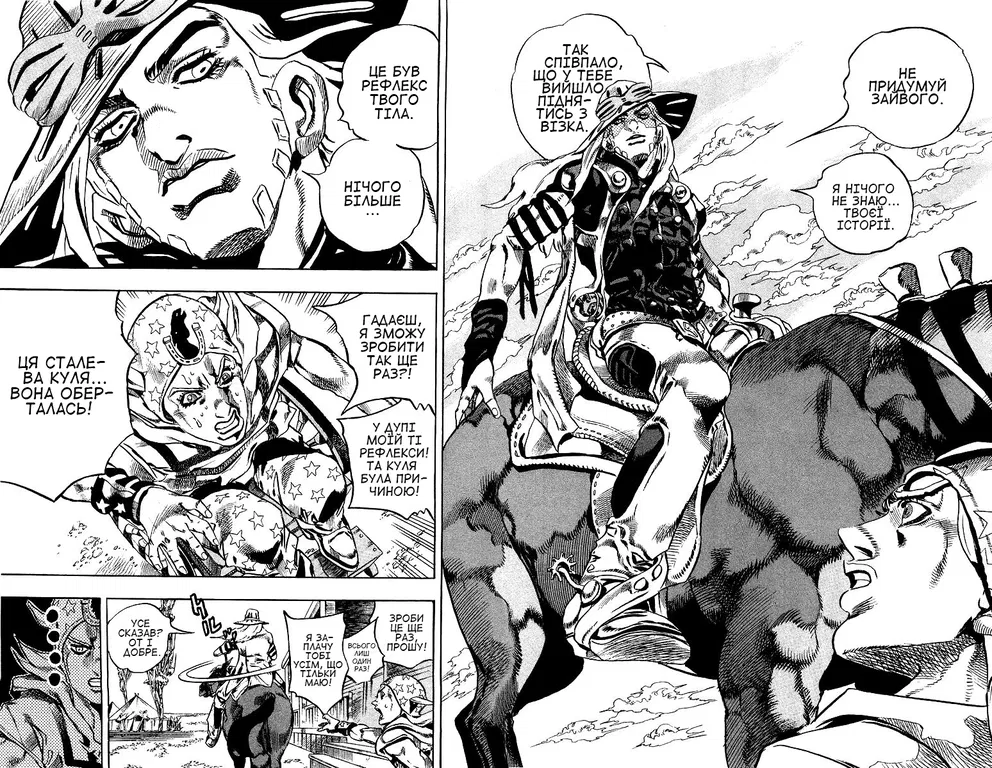 НЕ
ПРИДУМУЙ
ЗАЙВОГО.
Я НІЧОГО
НЕ ЗНАЮ...
ТВОЄЇ
ІСТОРІЇ.
ТАК
СПІВПАЛО,
ЩО У ТЕБЕ
ВИЙШЛО
ПІДНЯ-
ТИСЬ З
ВІЗКА.
ЦЕ БУВ
РЕФЛЕКС
ТВОГО
ТІЛА.
НІЧОГО
БІЛЬШЕ
...
ГАДАЄШ,
Я ЗМОЖУ
ЗРОБИТИ
ТАК ЩЕ
РАЗ?!
У ДУПІ
МОЇЙ ТІ
РЕФЛЕКСИ!
ТА КУЛЯ
БУЛА ПРИ-
ЧИНОЮ!
ЦЯ СТАЛЕ-
ВА КУЛЯ...
ВОНА ОБЕР-
ТАЛАСЬ!
ЗРОБИ
ЦЕ ЩЕ
РАЗ,
ПРОШУ!
ВСЬОГО
ЛИШ
ОДИН
РАЗ!
Я ЗА-
ПЛАЧУ
ТОБІ
УСІМ, ЩО
ТІЛЬКИ
МАЮ!
УСЕ
СКАЗАВ?
ОТ І
ДОБРЕ.